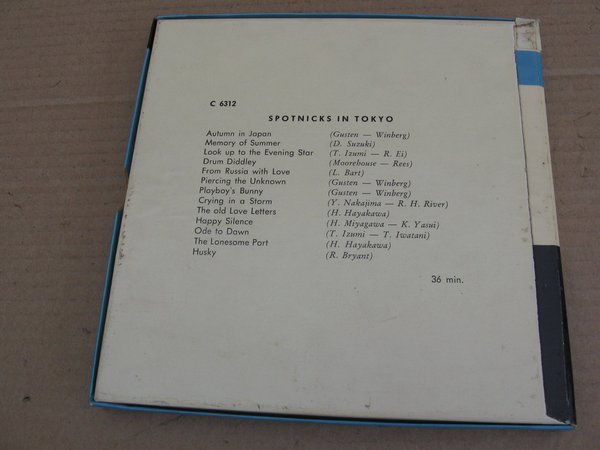 C 6312
SPOTNICKS IN TOKYO
Autumn in Japan (Gusten — Winberg)
Memory of Summer (D. Suzuki)
Look up to the Evening Star (T. Izumi — R. Ei)
Drum Diddley (Moorehouse — Rees)
From Russia with Love (L. Bart)
Piercing the Unknown (Gusten — Winberg)
Playbay's Bunny (Gusten — Winberg)
Crying in a Storm (Y. Nakajima — R. H. River)
The old Love Letters (H. Hayakawa)
Happy Silence (H. Miyagawa — K. Yasui)
Ode to Dawn (T. Izumi — T. Iwatani)
The Lonesome Port (H. Hayakawa)
Husky (R. Bryant)
36 min.